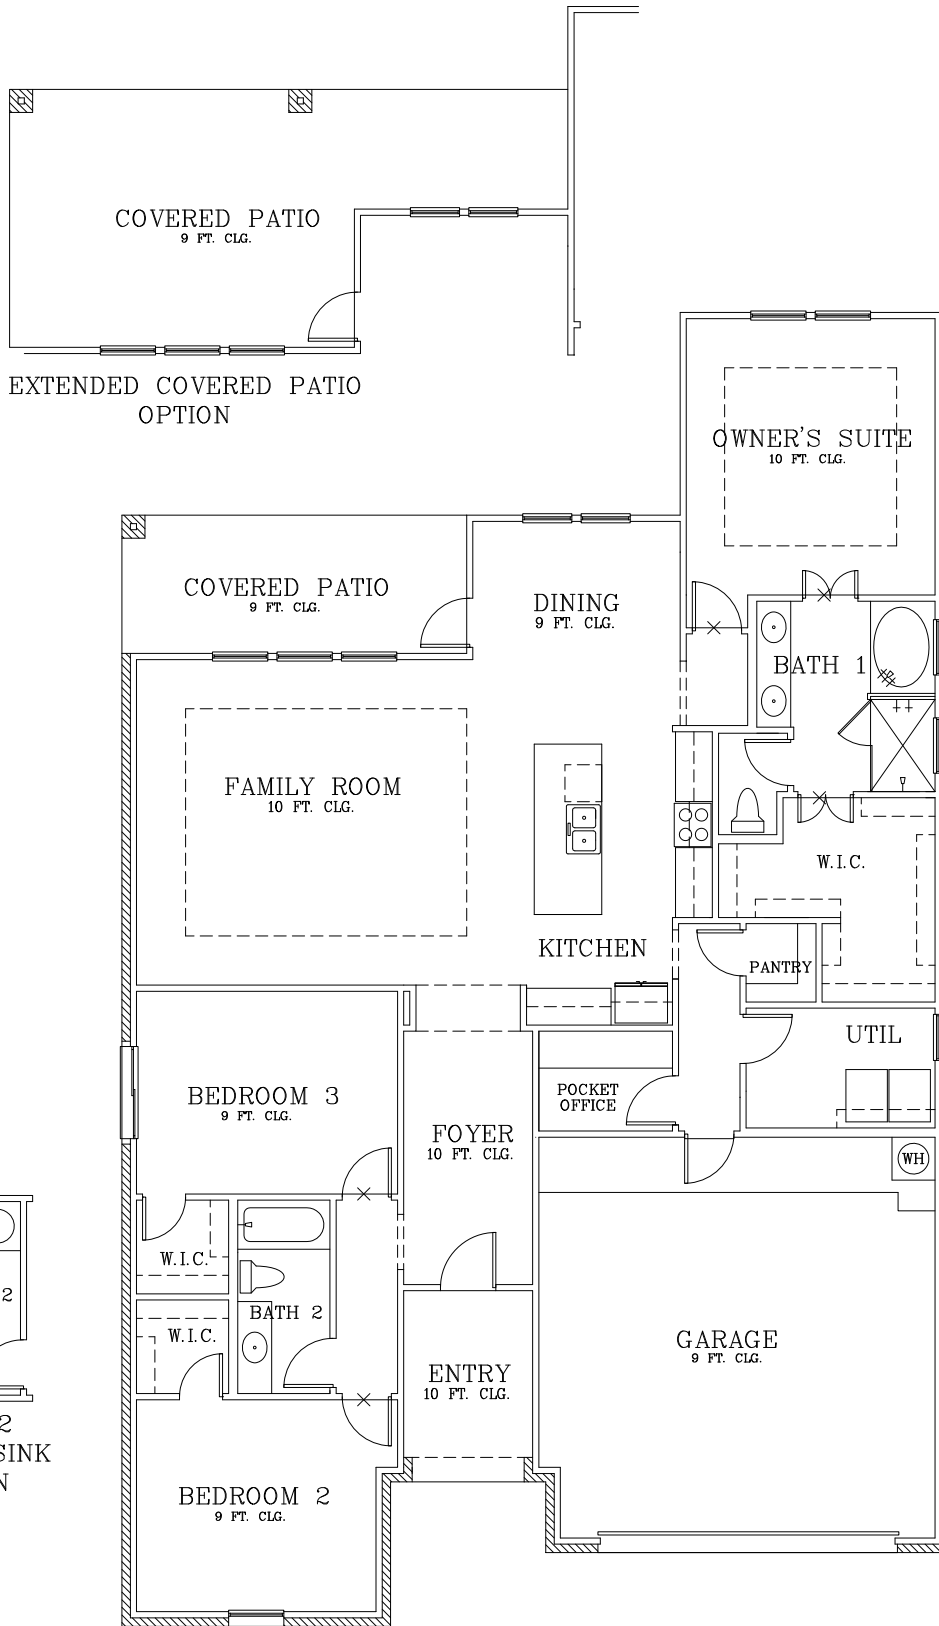 COVERED PATIO
9 FT. CLG.
EXTENDED COVERED PATIO
OPTION
OWNER'S SUITE
10 FT. CLG.
COVERED PATIO
9 FT. CLG.
DINING
9 FT. CLG.
BATH 1
FAMILY ROOM
10 FT. CLG.
W.I.C.
KITCHEN
PANTRY
UTIL
BEDROOM 3
9 FT. CLG.
POCKET
OFFICE
FOYER
10 FT. CLG.
WH
W.I.C.
2
BATH 2
W.I.C.
GARAGE
9 FT. CLG.
ENTRY
10 FT. CLG.
2
SINK
N
BEDROOM 2
9 FT. CLG.